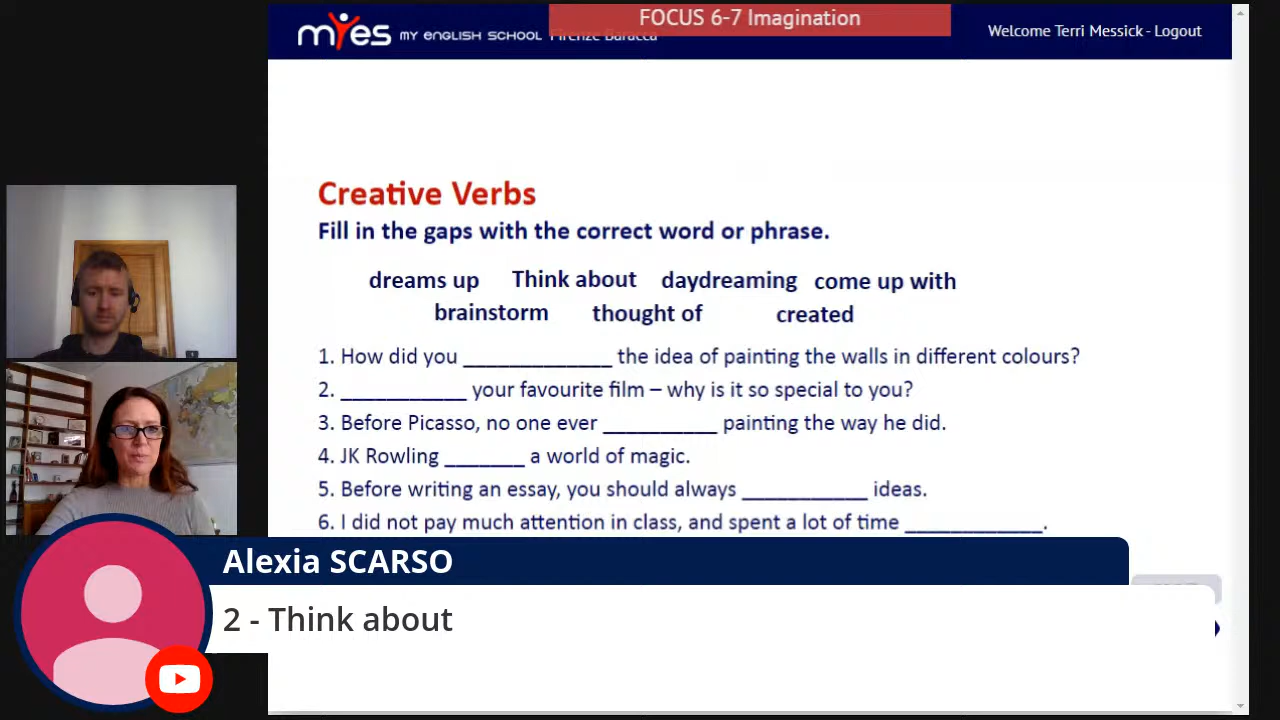 FOCUS 6-7 Imagination
myes MY ENGLISH SCHOOL Firenze Baracca
Welcome Terri Messick - Logout
Creative Verbs
Fill in the gaps with the correct word or phrase.
dreams up Think about daydreaming come up with
brainstorm thought of created
1. How did you _____________ the idea of painting the walls in different colours?
2. ___________ your favourite film – why is it so special to you?
3. Before Picasso, no one ever __________ painting the way he did.
4. JK Rowling _______ a world of magic.
5. Before writing an essay, you should always ___________ ideas.
6. I did not pay much attention in class, and spent a lot of time ____________.
Alexia SCARSO
2 - Think about